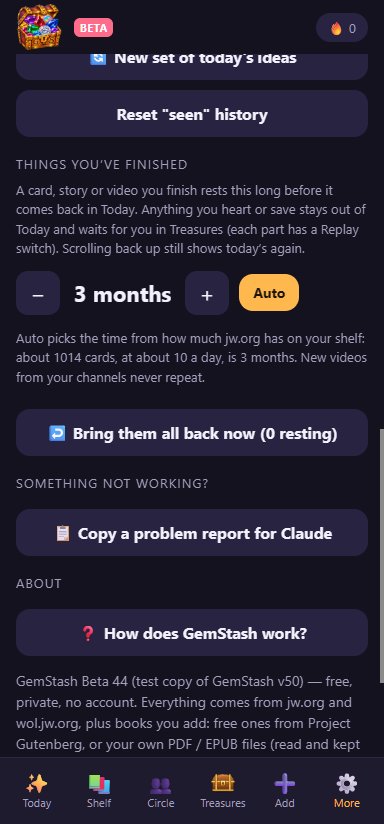 BETA
0
New set of today's ideas
Reset "seen" history
THINGS YOU'VE FINISHED
A card, story or video you finish rests this long before it
comes back in Today. Anything you heart or save stays out of
Today and waits for you in Treasures (each part has a Replay
switch). Scrolling back up still shows today's again.
– 3 months + Auto
Auto picks the time from how much jw.org has on your shelf:
about 1014 cards, at about 10 a day, is 3 months. New videos
from your channels never repeat.
Bring them all back now (0 resting)
SOMETHING NOT WORKING?
Copy a problem report for Claude
ABOUT
How does GemStash work?
GemStash Beta 44 (test copy of GemStash v50) — free,
private, no account. Everything comes from jw.org and
wol.jw.org, plus books you add: free ones from Project
Gutenberg, or your own PDF / EPUB files (read and kept
Today Shelf Circle Treasures Add More